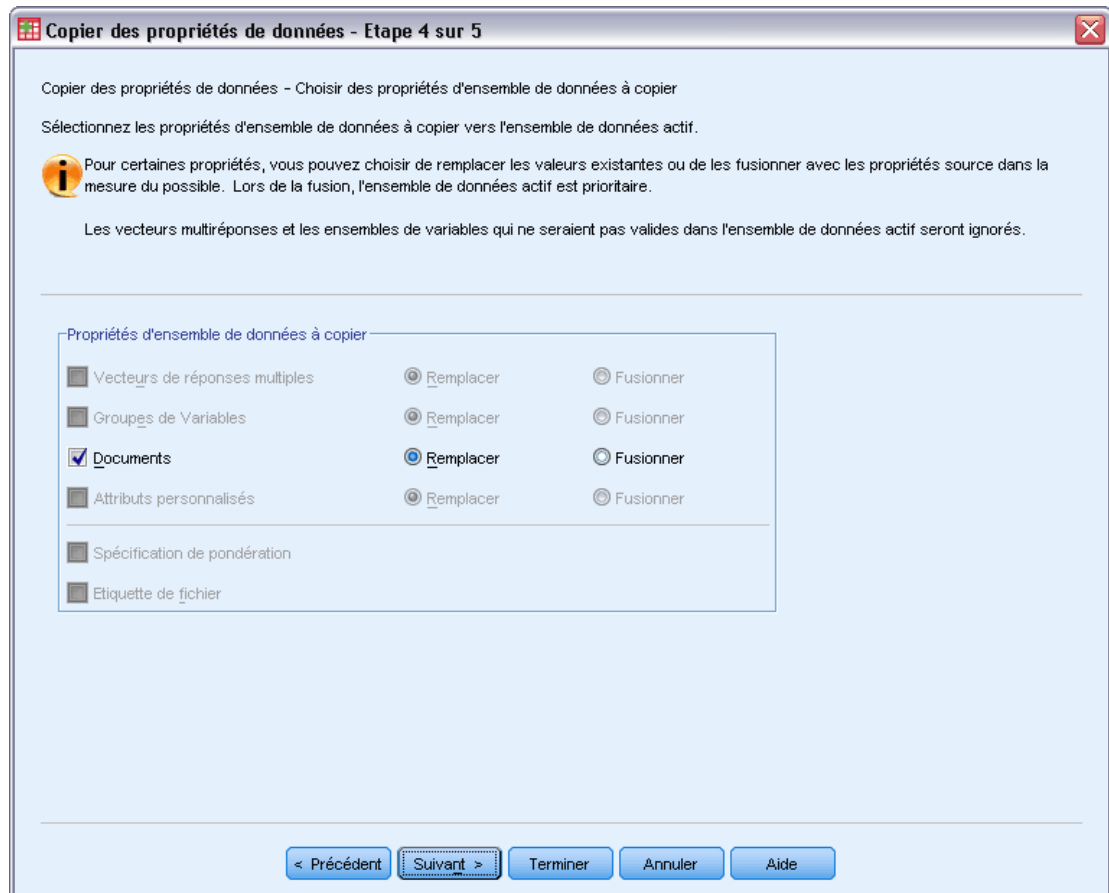 Copier des propriétés de données - Etape 4 sur 5
Copier des propriétés de données - Choisir des propriétés d'ensemble de données à copier
Sélectionnez les propriétés d'ensemble de données à copier vers l'ensemble de données actif.
Pour certaines propriétés, vous pouvez choisir de remplacer les valeurs existantes ou de les fusionner avec les propriétés source dans la
mesure du possible. Lors de la fusion, l'ensemble de données actif est prioritaire.
Les vecteurs multiréponses et les ensembles de variables qui ne seraient pas valides dans l'ensemble de données actif seront ignorés.
Propriétés d'ensemble de données à copier
Vecteurs de réponses multiples Remplacer Fusionner
Groupes de Variables Remplacer Fusionner
Documents Remplacer Fusionner
Attributs personnalisés Remplacer Fusionner
Spécification de pondération
Etiquette de fichier
< Précédent Suivant > Terminer Annuler Aide